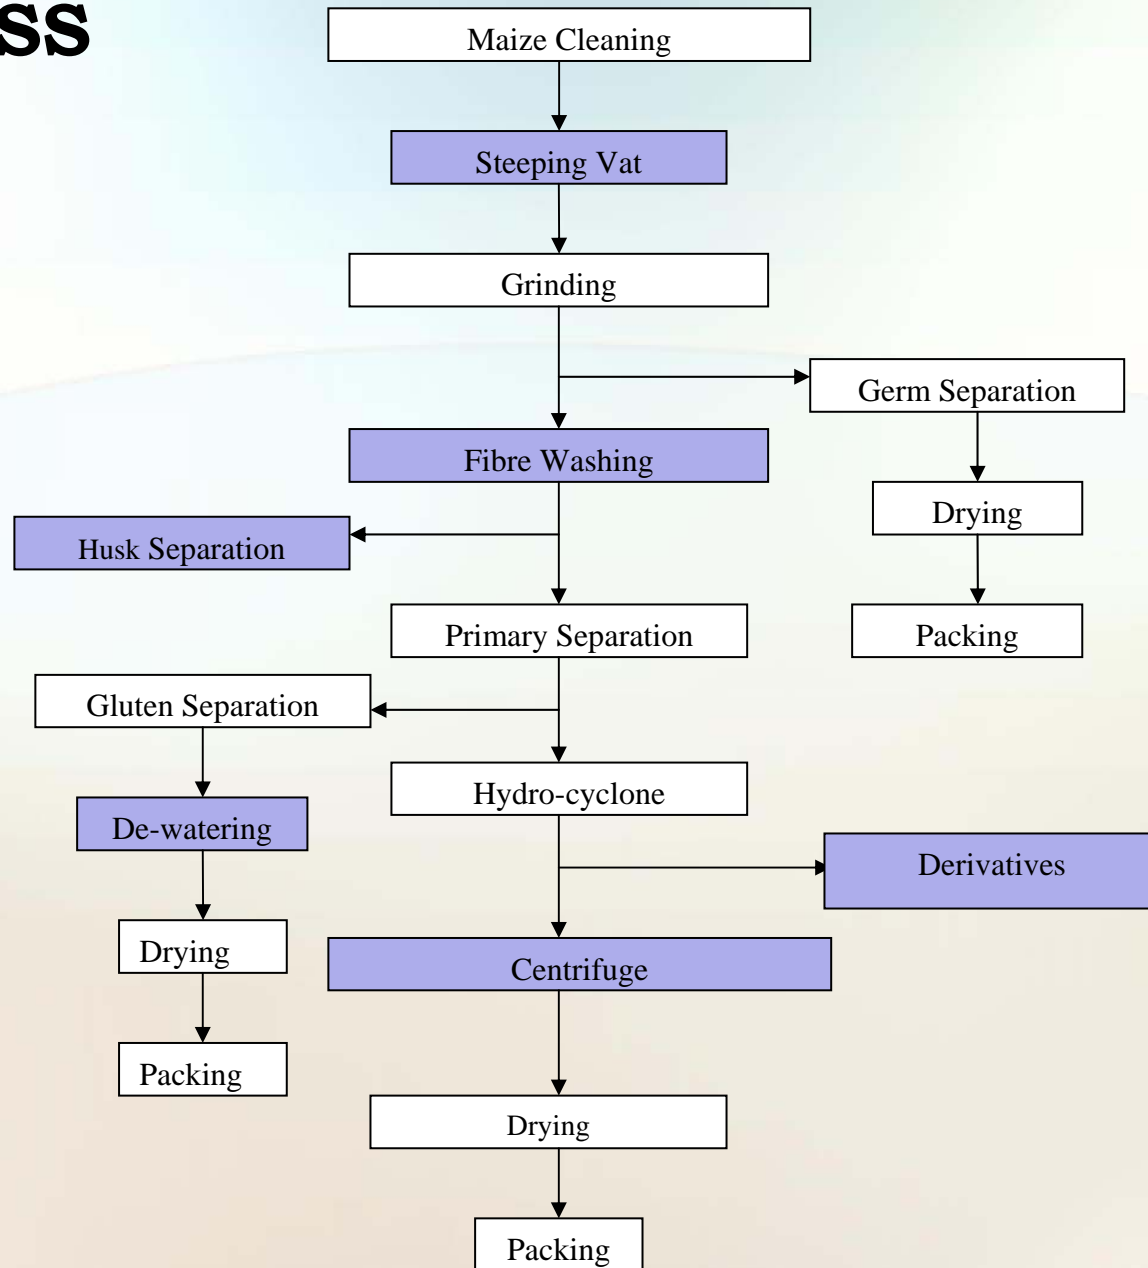 ss
Maize Cleaning
Steeping Vat
Grinding
Germ Separation
Fibre Washing
Drying
Husk Separation
Primary Separation
Packing
Gluten Separation
Hydro-cyclone
De-watering
Derivatives
Drying
Centrifuge
Packing
Drying
Packing